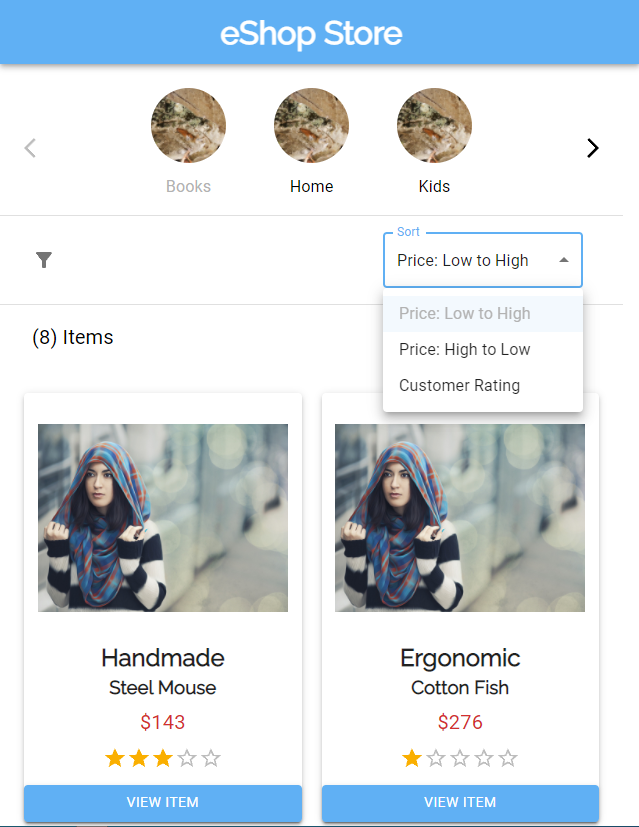 eShop Store
Books
Home
Kids
Sort
Price: Low to High
Price: Low to High
Price: High to Low
Customer Rating
(8) Items
Handmade
Steel Mouse
$143
VIEW ITEM
Ergonomic
Cotton Fish
$276
VIEW ITEM